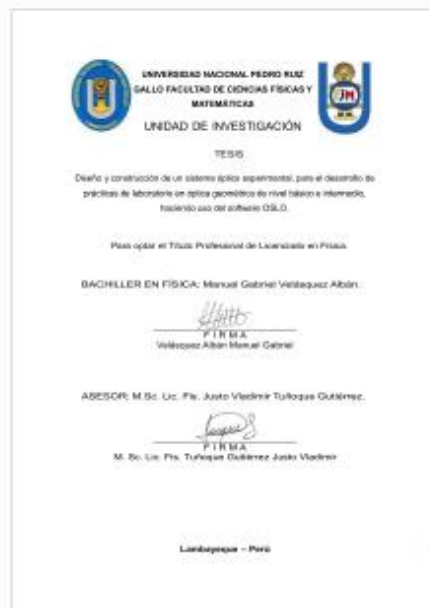 UNIVERSIDAD NACIONAL PEDRO RUIZ
GALLO FACULTAD DE CIENCIAS FÍSICAS Y
MATEMÁTICAS
UNIDAD DE INVESTIGACIÓN
TESIS
Diseño y construcción de un sistema óptico experimental, para el desarrollo de
prácticas de laboratorio en óptica geométrica de nivel básico e intermedio,
haciendo uso del software OSLO.
Para optar el Título Profesional de Licenciado en Física.
BACHILLER EN FÍSICA: Manuel Gabriel Velásquez Albán.
FIRMA
Velásquez Albán Manuel Gabriel
ASESOR: M.Sc. Lic. Fís. Justo Vladimir Tuñoque Gutiérrez.
FIRMA
M. Sc. Lic. Fís. Tuñoque Gutiérrez Justo Vladimir
Lambayeque – Perú